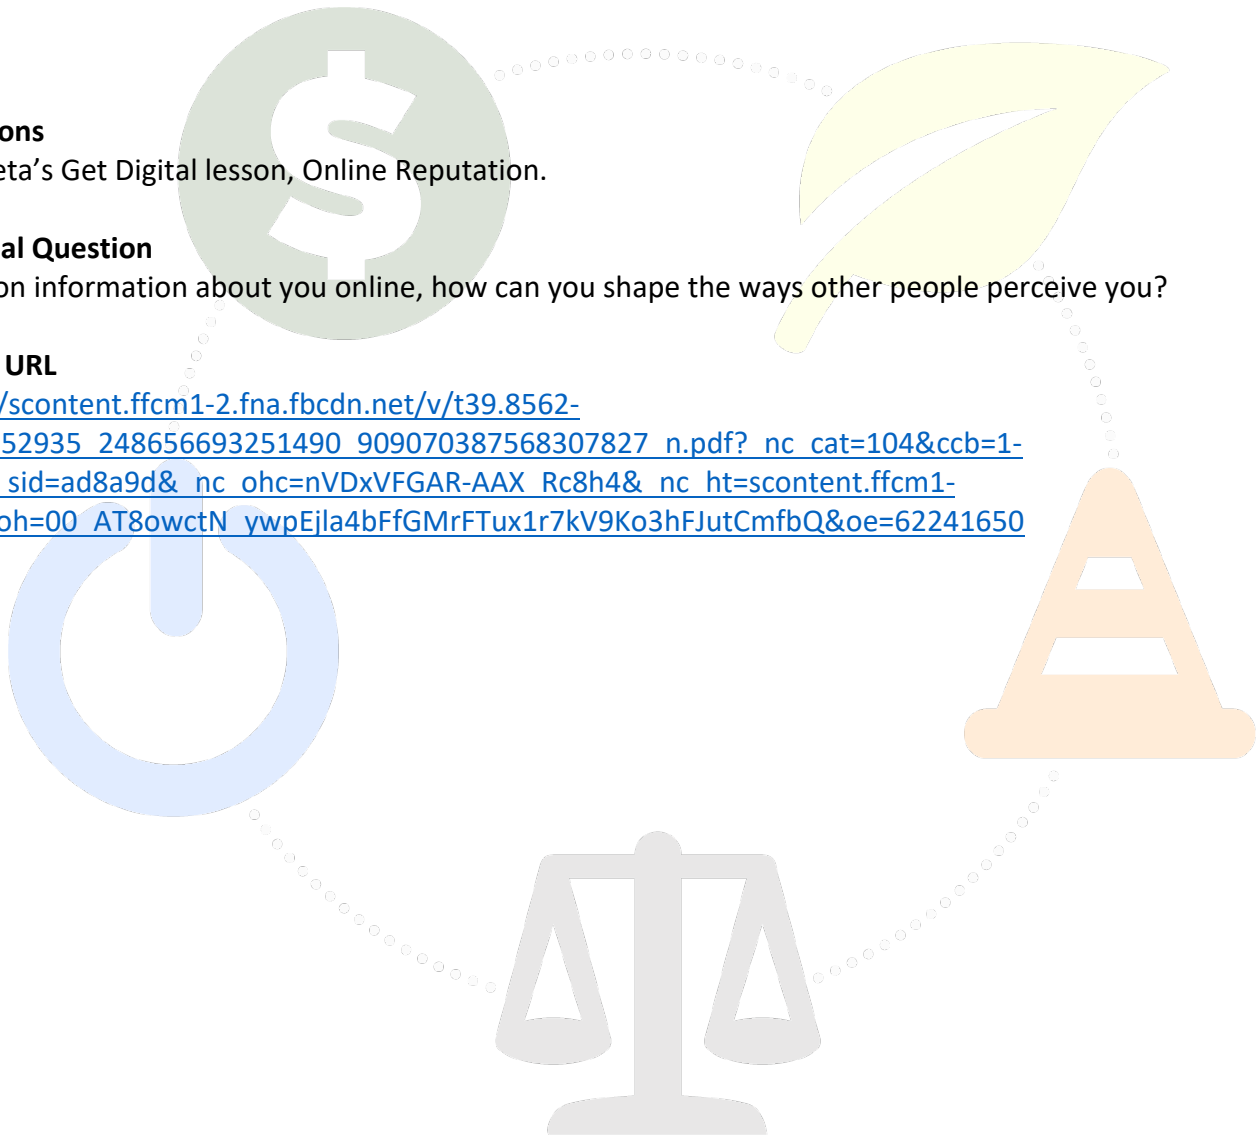 ons
eta’s Get Digital lesson, Online Reputation.
al Question
on information about you online, how can you shape the ways other people perceive you?
URL
/scontent.ffcm1-2.fna.fbcdn.net/v/t39.8562-
52935_248656693251490_909070387568307827_n.pdf?_nc_cat=104&ccb=1-
_sid=ad8a9d&_nc_ohc=nVDxVFGAR-AAX_Rc8h4&_nc_ht=scontent.ffcm1-
oh=00_AT8owctN_ywpEjla4bFfGMrFTux1r7kV9Ko3hFJutCmfbQ&oe=62241650